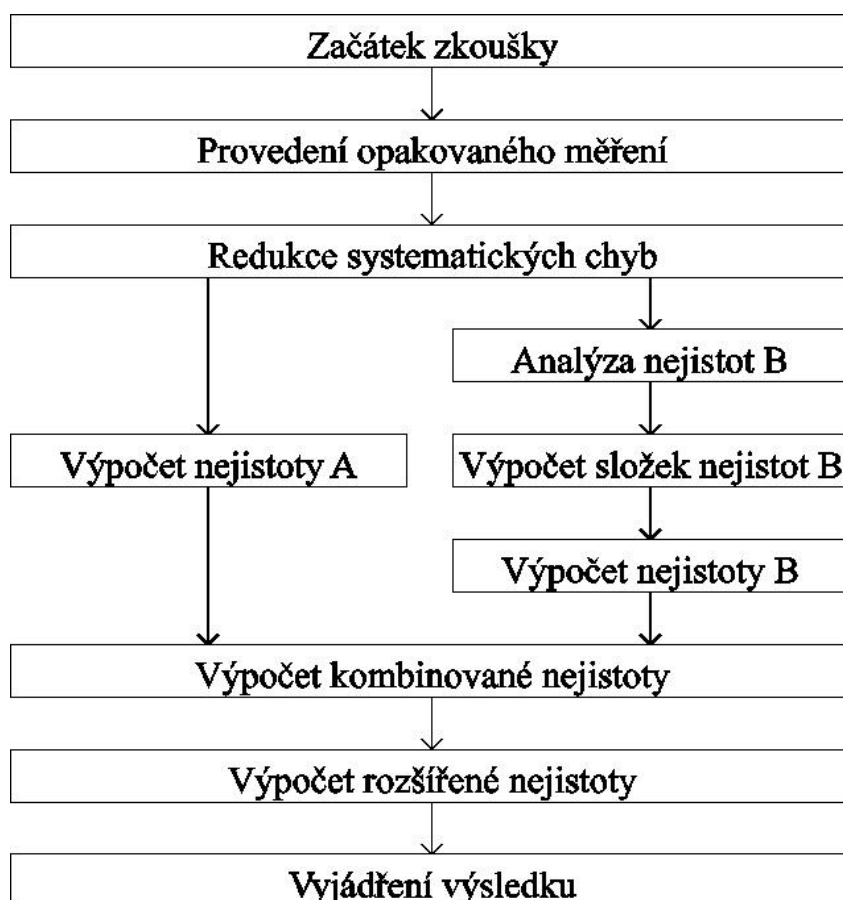 Začátek zkoušky
Provedení opakovaného měření
Redukce systematických chyb
Analýza nejistot B
Výpočet nejistoty A
Výpočet složek nejistot B
Výpočet nejistoty B
Výpočet kombinované nejistoty
Výpočet rozšířené nejistoty
Vyjádření výsledku